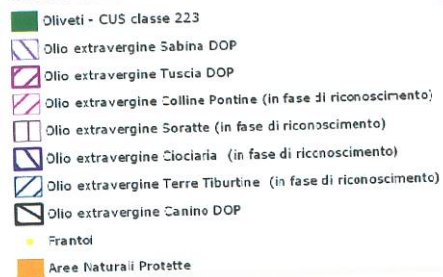 Oliveti - CUS classe 223
Olio extravergine Sabina DOP
Olio extravergine Tuscia DOP
Olio extravergine Colline Pontine (in fase di riconoscimento)
Olio extravergine Soratte (in fase di riconoscimento)
Olio extravergine Ciociaria (in fase di riconoscimento)
Olio extravergine Terre Tiburtine (in fase di riconoscimento)
Olio extravergine Canino DOP
Frantoi
Aree Naturali Protette